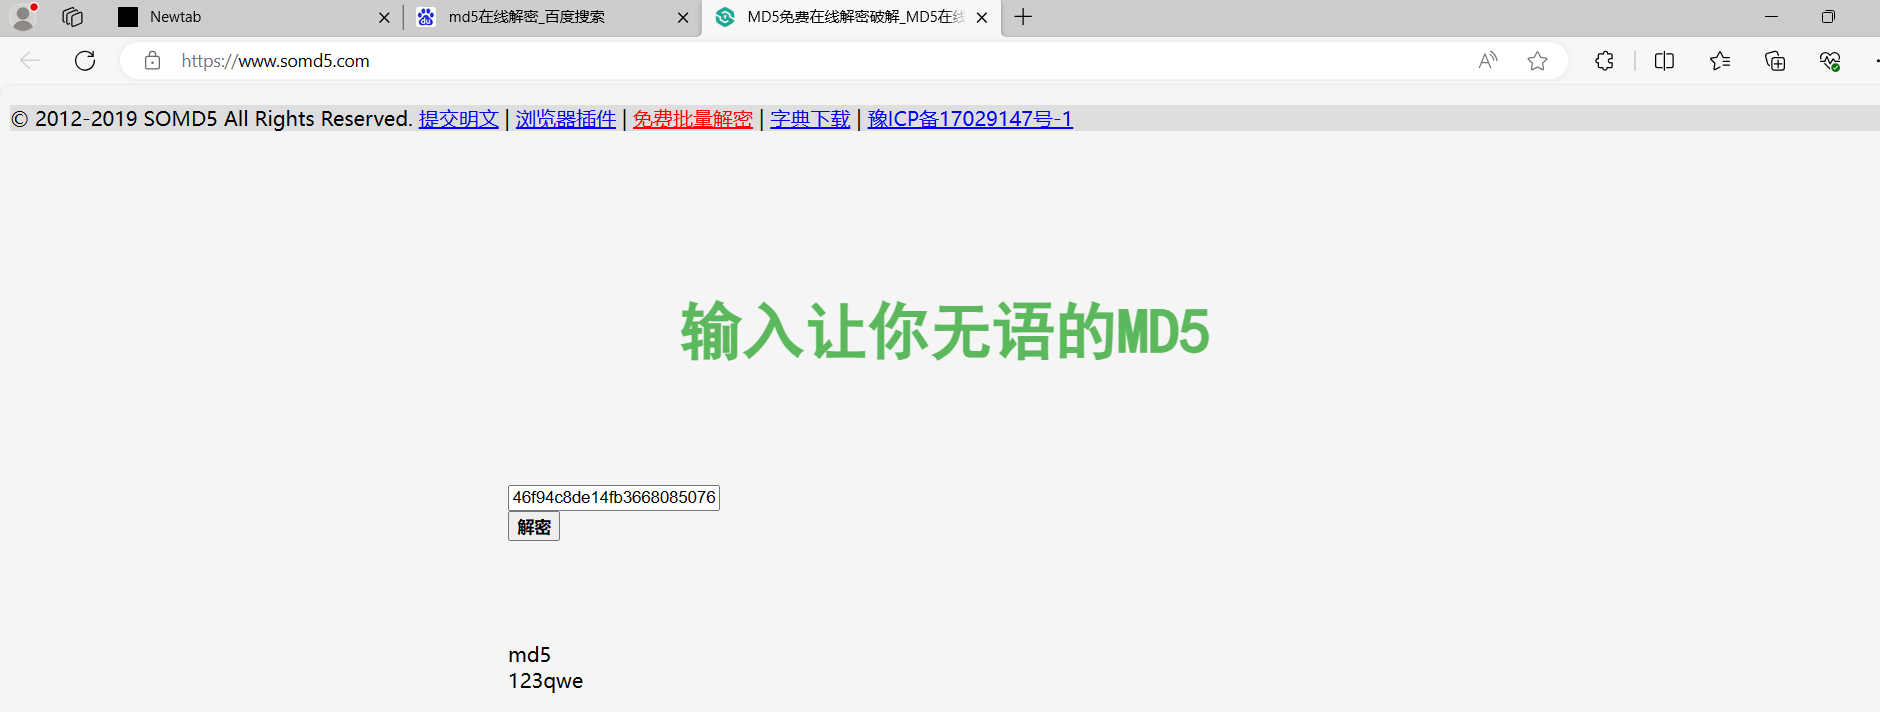 Newtab
md5在线解密_百度搜索
MD5免费在线解密破解_MD5在线
https://www.somd5.com
© 2012-2019 SOMD5 All Rights Reserved. 提交明文 | 浏览器插件 | 免费批量解密 | 字典下载 | 豫ICP备17029147号-1
输入让你无语的MD5
46f94c8de14fb3668085076
解密
md5
123qwe